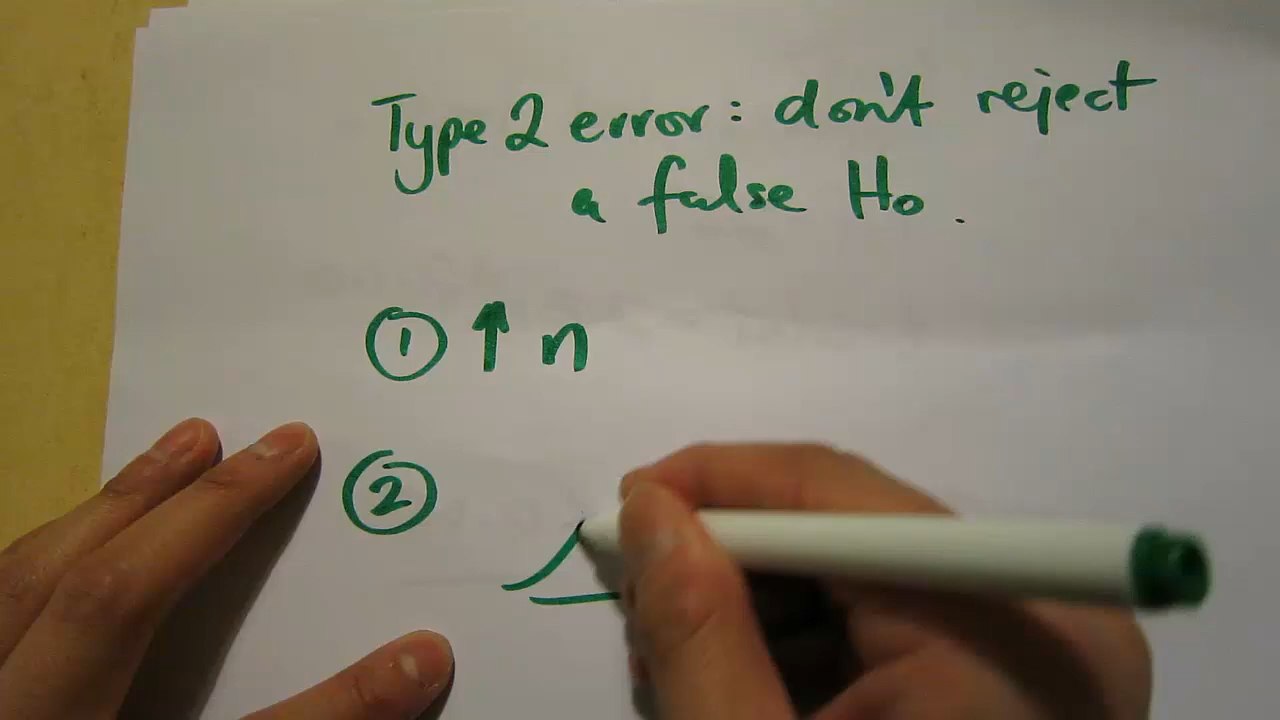 Type 2 error: don't reject
a false Ho.
① ↑ n
②